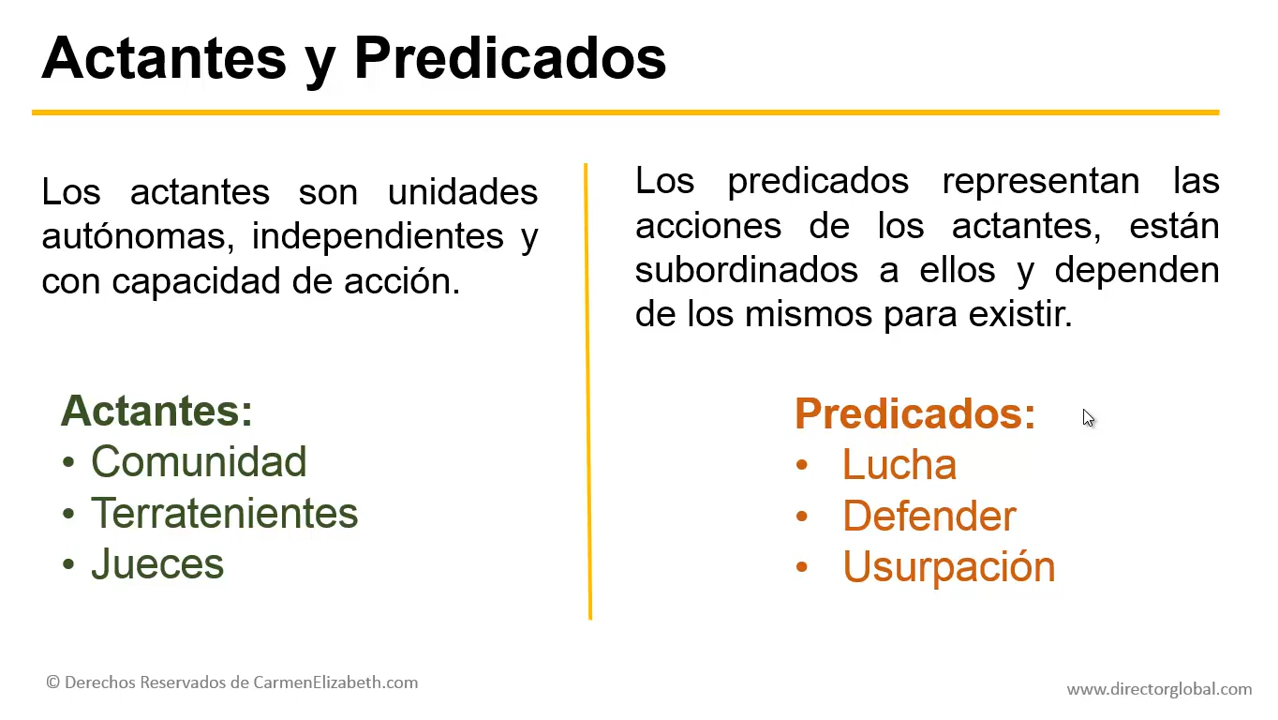 Actantes y Predicados
Los actantes son unidades
autónomas, independientes y
con capacidad de acción.
Los predicados representan las
acciones de los actantes, están
subordinados a ellos y dependen
de los mismos para existir.
Actantes:
• Comunidad
• Terratenientes
• Jueces
Predicados:
• Lucha
• Defender
• Usurpación
© Derechos Reservados de CarmenElizabeth.com
www.directorglobal.com